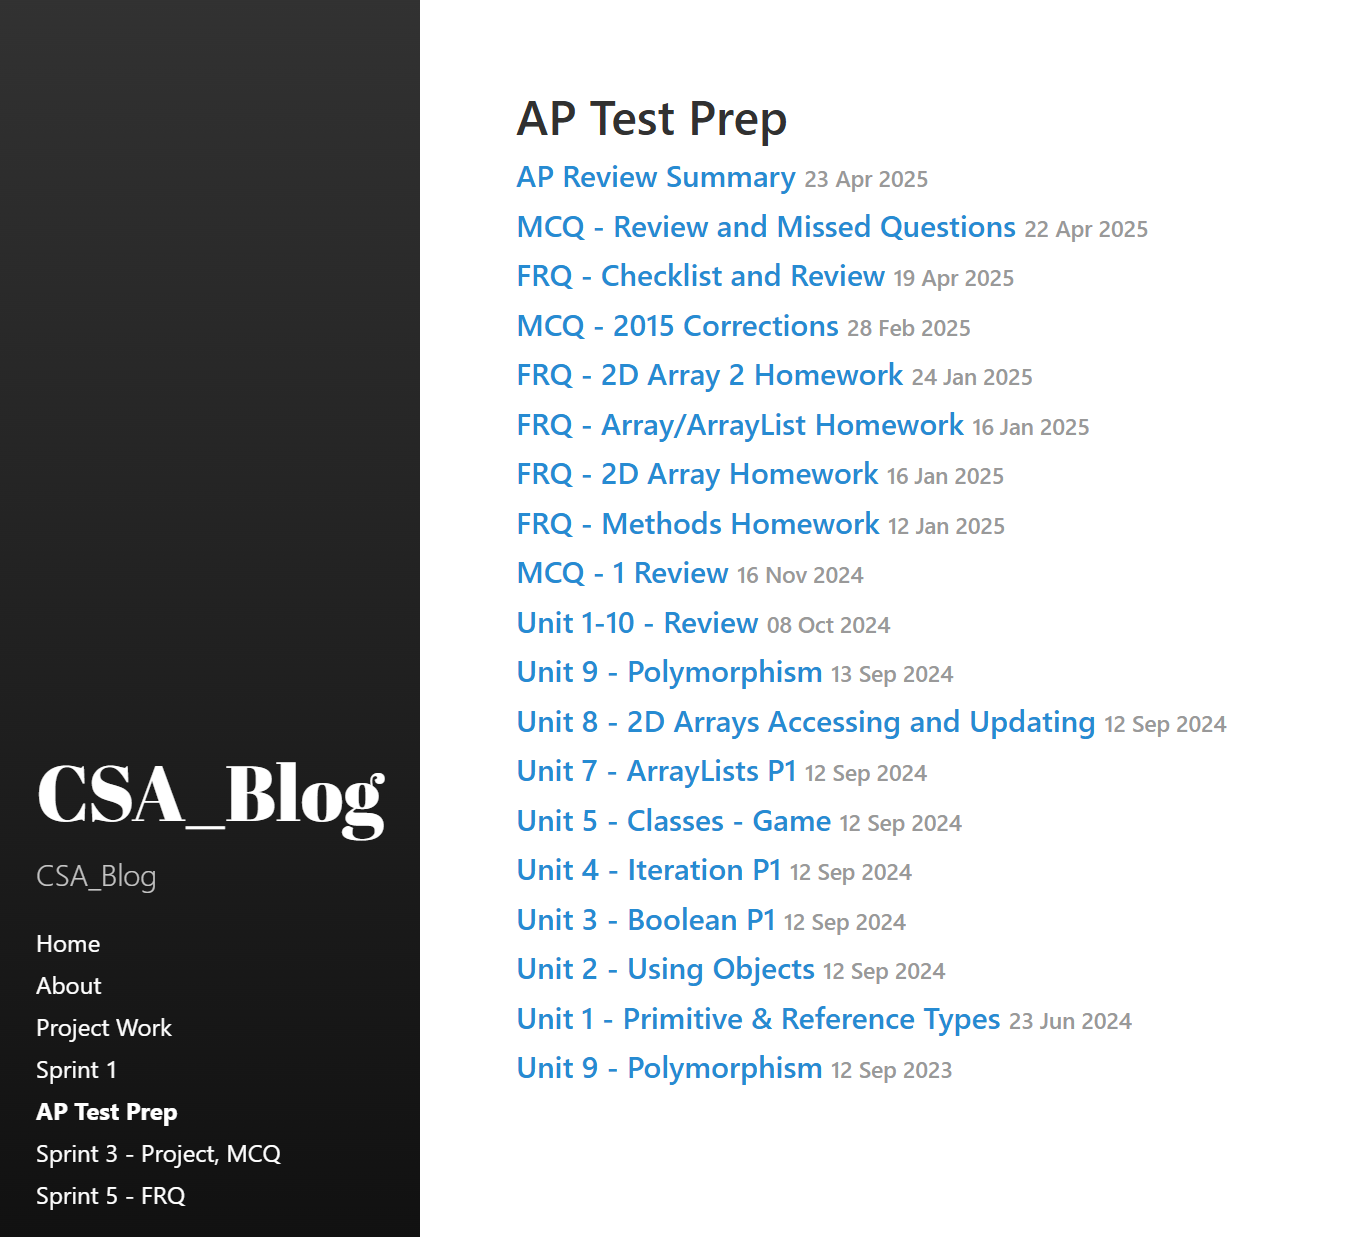 CSA_Blog
CSA_Blog
Home
About
Project Work
Sprint 1
AP Test Prep
Sprint 3 - Project, MCQ
Sprint 5 - FRQ
AP Test Prep
AP Review Summary 23 Apr 2025
MCQ - Review and Missed Questions 22 Apr 2025
FRQ - Checklist and Review 19 Apr 2025
MCQ - 2015 Corrections 28 Feb 2025
FRQ - 2D Array 2 Homework 24 Jan 2025
FRQ - Array/ArrayList Homework 16 Jan 2025
FRQ - 2D Array Homework 16 Jan 2025
FRQ - Methods Homework 12 Jan 2025
MCQ - 1 Review 16 Nov 2024
Unit 1-10 - Review 08 Oct 2024
Unit 9 - Polymorphism 13 Sep 2024
Unit 8 - 2D Arrays Accessing and Updating 12 Sep 2024
Unit 7 - ArrayLists P1 12 Sep 2024
Unit 5 - Classes - Game 12 Sep 2024
Unit 4 - Iteration P1 12 Sep 2024
Unit 3 - Boolean P1 12 Sep 2024
Unit 2 - Using Objects 12 Sep 2024
Unit 1 - Primitive & Reference Types 23 Jun 2024
Unit 9 - Polymorphism 12 Sep 2023